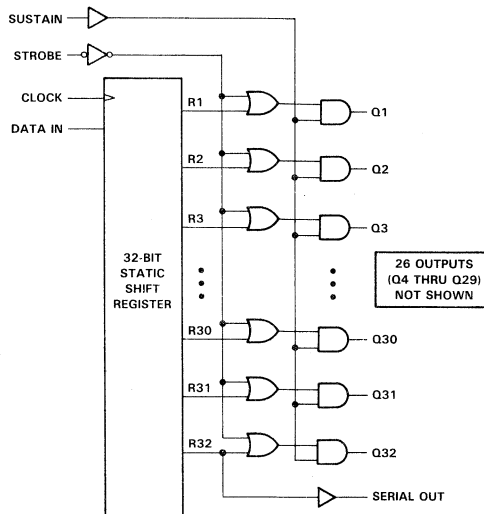 SUSTAIN
STROBE
CLOCK
DATA IN
32-BIT
STATIC
SHIFT
REGISTER
R1
R2
R3
R30
R31
R32
Q1
Q2
Q3
26 OUTPUTS
(Q4 THRU Q29)
NOT SHOWN
Q30
Q31
Q32
SERIAL OUT